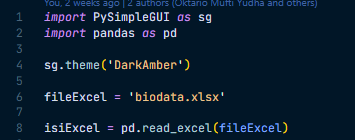 You, 2 weeks ago | 2 authors (Oktario Mufti Yudha and others)
1 import PySimpleGUI as sg
2 import pandas as pd
3
4 sg.theme('DarkAmber')
5
6 fileExcel = 'biodata.xlsx'
7
8 isiExcel = pd.read_excel(fileExcel)